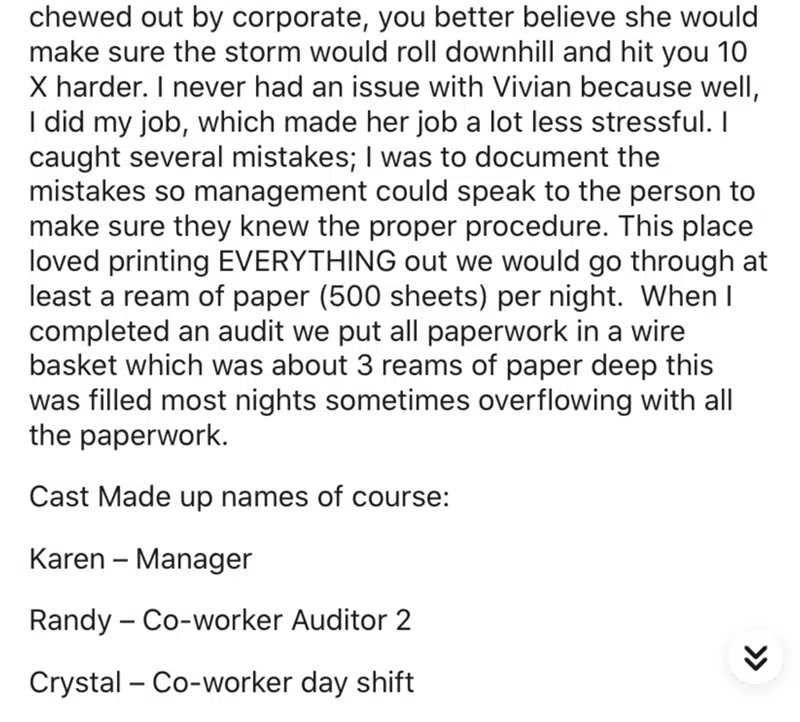 chewed out by corporate, you better believe she would
make sure the storm would roll downhill and hit you 10
X harder. I never had an issue with Vivian because well,
I did my job, which made her job a lot less stressful. I
caught several mistakes; I was to document the
mistakes so management could speak to the person to
make sure they knew the proper procedure. This place
loved printing EVERYTHING out we would go through at
least a ream of paper (500 sheets) per night.  When I
completed an audit we put all paperwork in a wire
basket which was about 3 reams of paper deep this
was filled most nights sometimes overflowing with all
the paperwork.
Cast Made up names of course:
Karen – Manager
Randy – Co-worker Auditor 2
Crystal – Co-worker day shift